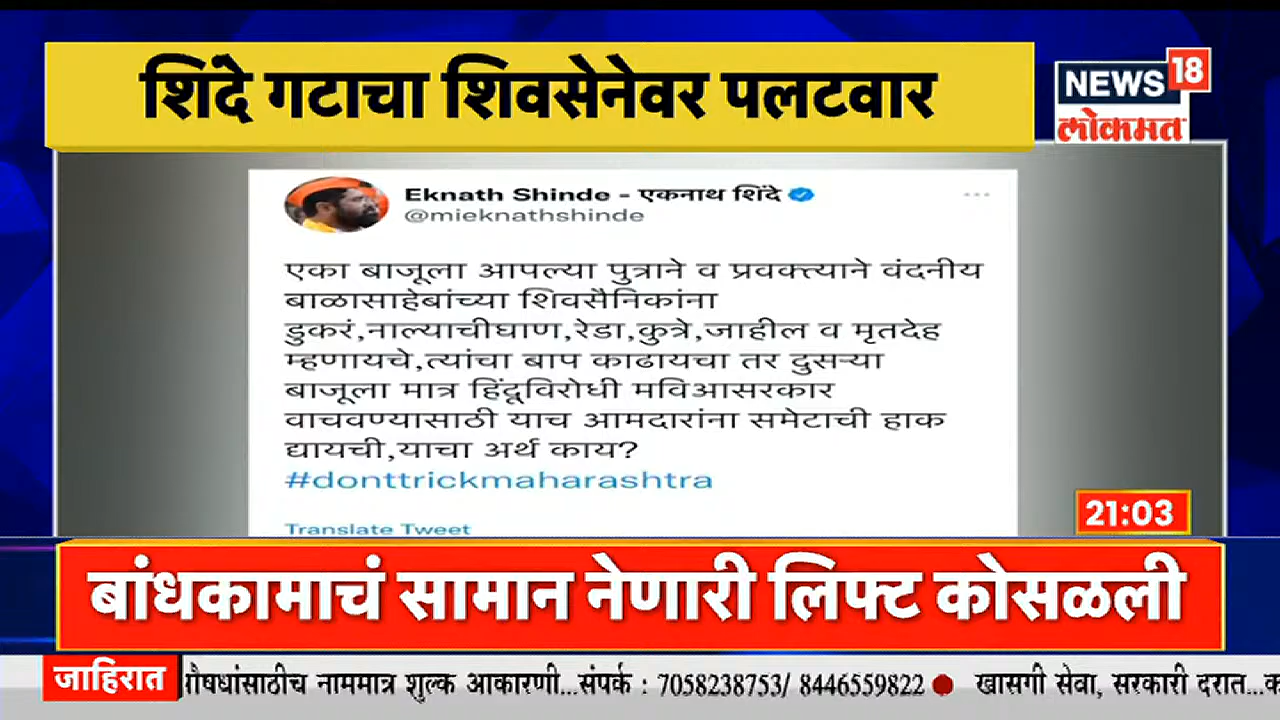 शिंदे गटाचा शिवसेनेवर पलटवार
NEWS18
लोकमत
Eknath Shinde - एकनाथ शिंदे
@mieknathshinde
एका बाजूला आपल्या पुत्राने व प्रवक्त्याने वंदनीय
बाळासाहेबांच्या शिवसैनिकांना
डुकरं,नाल्याचीघाण,रेडा,कुत्रे,जाहील व मृतदेह
म्हणायचे,त्यांचा बाप काढायचा तर दुसऱ्या
बाजूला मात्र हिंदूविरोधी मविआसरकार
वाचवण्यासाठी याच आमदारांना समेटाची हाक
द्यायची,याचा अर्थ काय?
#donttrickmaharashtra
Translate Tweet
21:03
बांधकामाचं सामान नेणारी लिफ्ट कोसळली
जाहिरात
नाममात्र शुल्क आकारणी...संपर्क : 7058238753/ 8446559822 ● खासगी सेवा, सरकारी दरात...